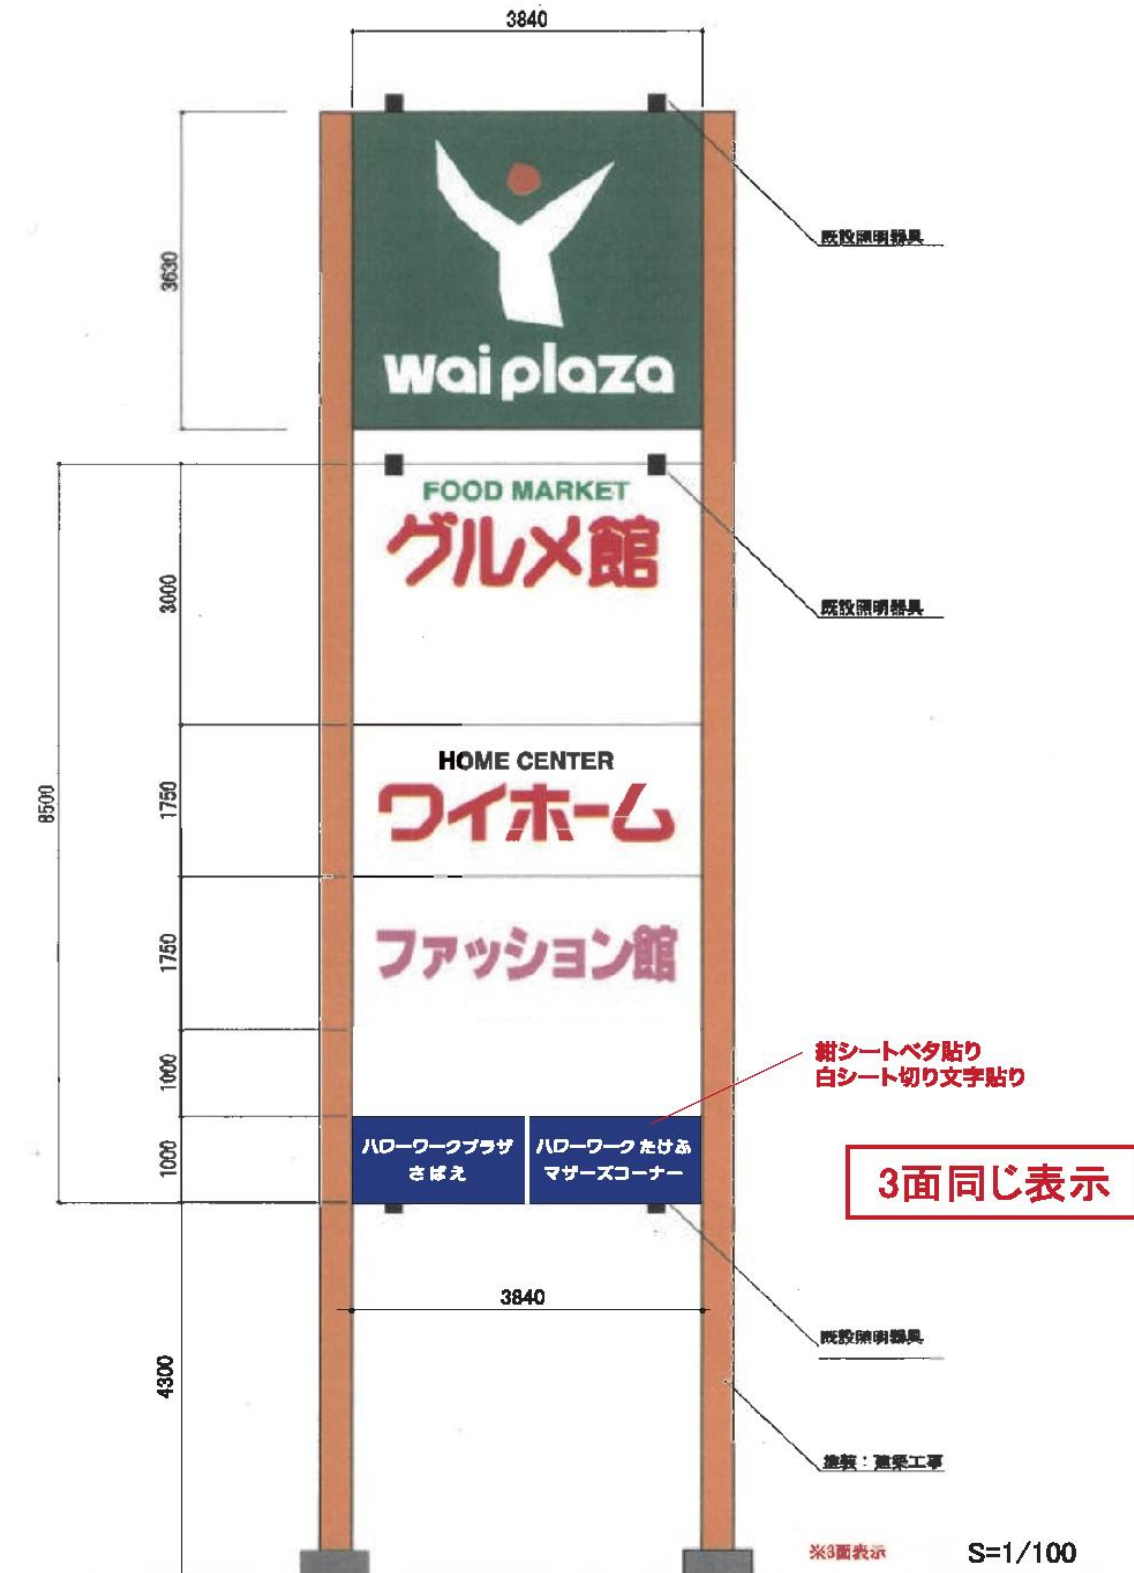 3840
既設照明器具
3630
wai plaza
FOOD MARKET
グルメ館
既設照明器具
3000
HOME CENTER
ワイホーム
8500
1750
ファッション館
1750
紺シートベタ貼り
白シート切り文字貼り
1000
ハローワークプラザ
さばえ
ハローワーク たけふ
マザーズコーナー
1000
3面同じ表示
3840
既設照明器具
4300
塗装：建築工事
※3面表示
S=1/100